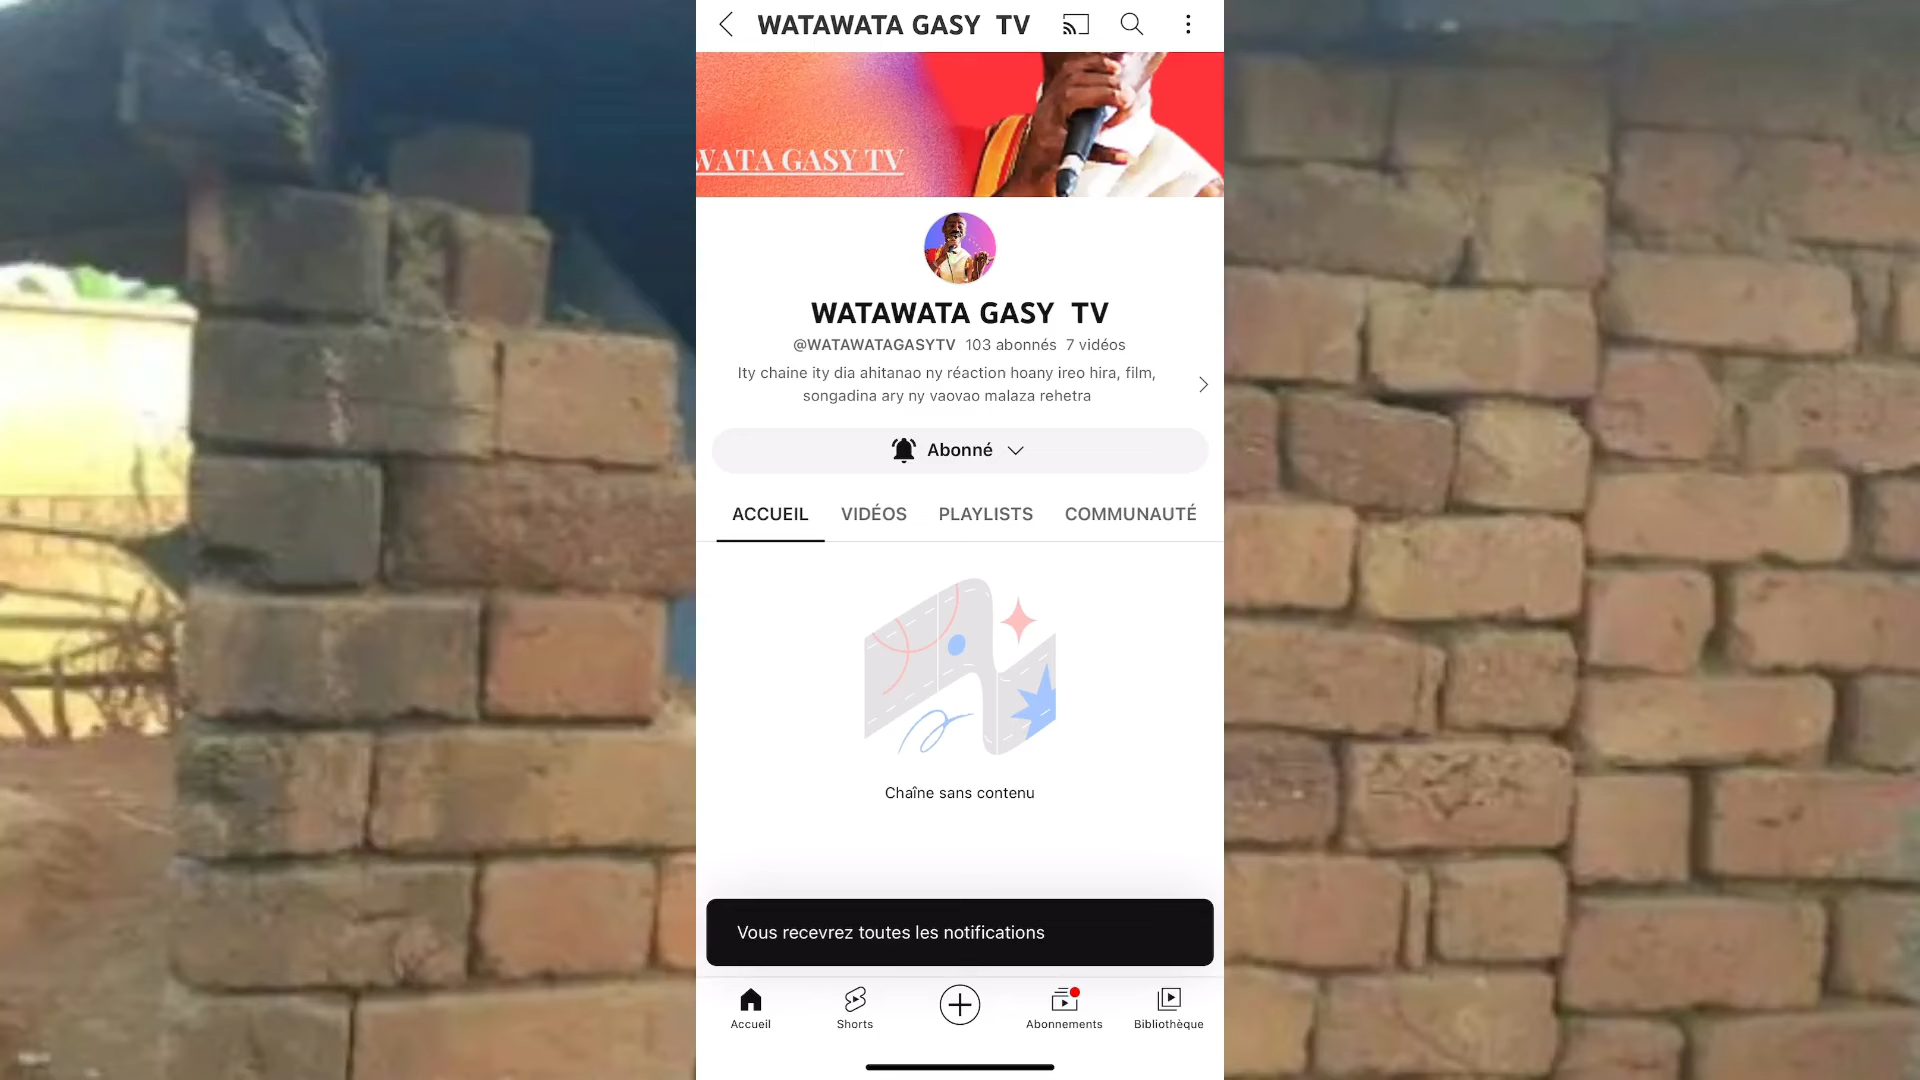 WATAWATA GASY TV
WATA GASY TV
WATAWATA GASY TV
@WATAWATAGASYTV 103 abonnés 7 vidéos
Ity chaine ity dia ahitanao ny réaction hoany ireo hira, film,
songadina ary ny vaovao malaza rehetra
Abonné
ACCUEIL VIDÉOS PLAYLISTS COMMUNAUTÉ
Chaîne sans contenu
Vous recevrez toutes les notifications
Accueil Shorts Abonnements Bibliothèque